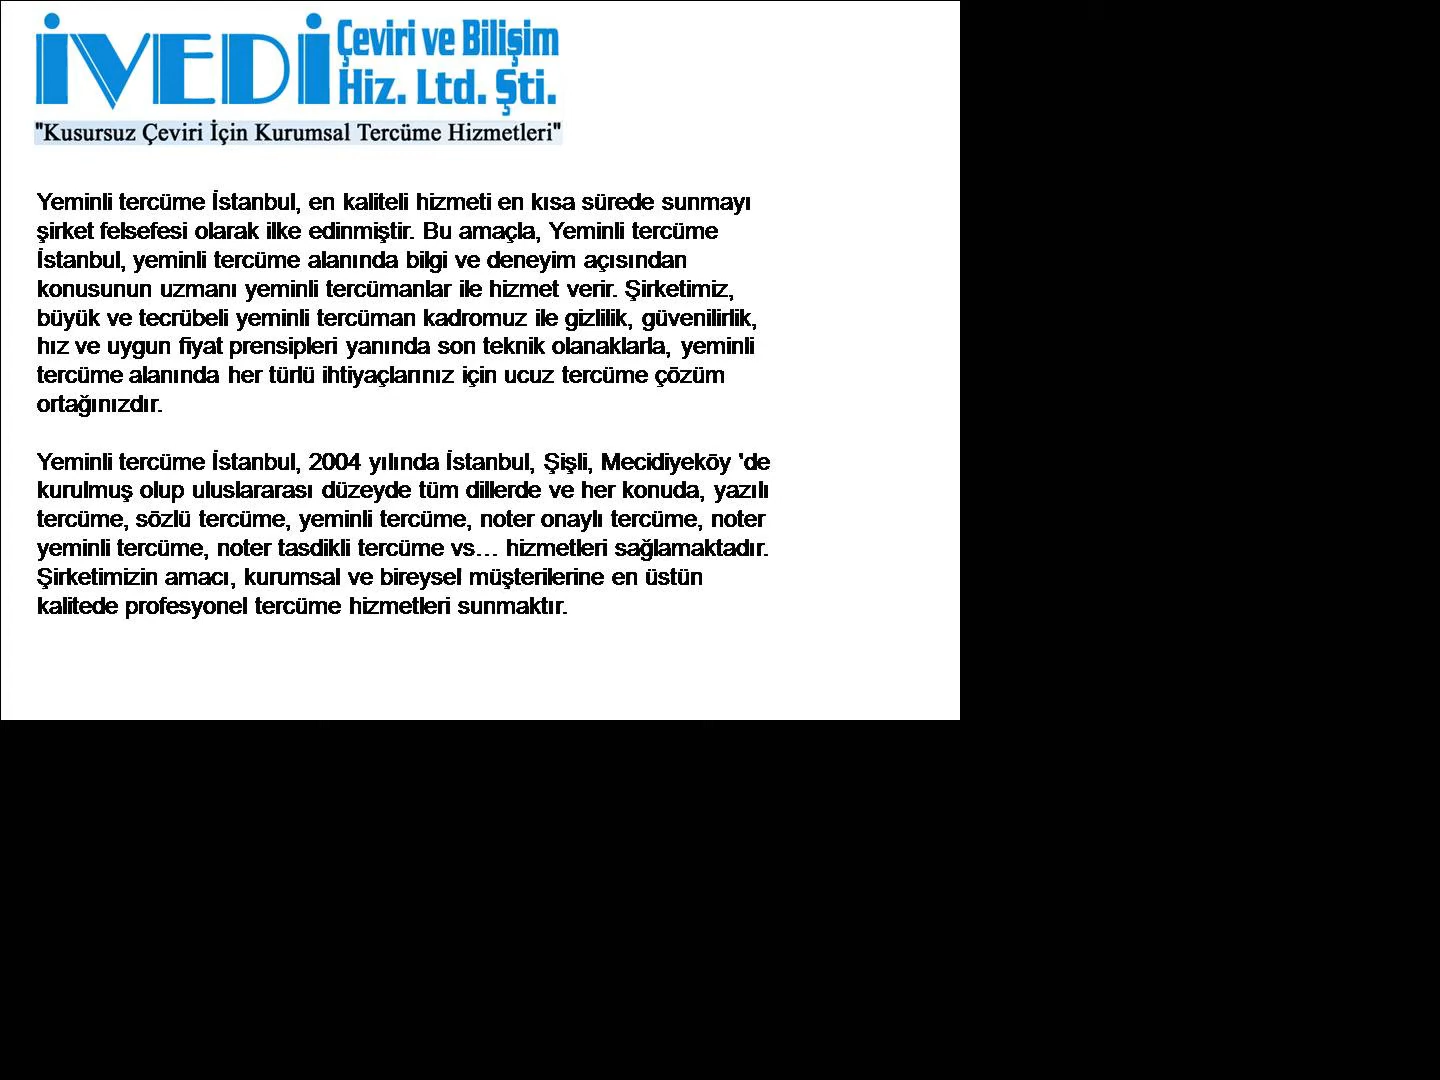 İVEDİ Çeviri ve Bilişim
Hiz. Ltd. Şti.
"Kusursuz Çeviri İçin Kurumsal Tercüme Hizmetleri"
Yeminli tercüme İstanbul, en kaliteli hizmeti en kısa sürede sunmayı
şirket felsefesi olarak ilke edinmiştir. Bu amaçla, Yeminli tercüme
İstanbul, yeminli tercüme alanında bilgi ve deneyim açısından
konusunun uzmanı yeminli tercümanlar ile hizmet verir. Şirketimiz,
büyük ve tecrübeli yeminli tercüman kadromuz ile gizlilik, güvenilirlik,
hız ve uygun fiyat prensipleri yanında son teknik olanaklarla, yeminli
tercüme alanında her türlü ihtiyaçlarınız için ucuz tercüme çözüm
ortağınızdır.
Yeminli tercüme İstanbul, 2004 yılında İstanbul, Şişli, Mecidiyeköy 'de
kurulmuş olup uluslararası düzeyde tüm dillerde ve her konuda, yazılı
tercüme, sözlü tercüme, yeminli tercüme, noter onaylı tercüme, noter
yeminli tercüme, noter tasdikli tercüme vs… hizmetleri sağlamaktadır.
Şirketimizin amacı, kurumsal ve bireysel müşterilerine en üstün
kalitede profesyonel tercüme hizmetleri sunmaktır.